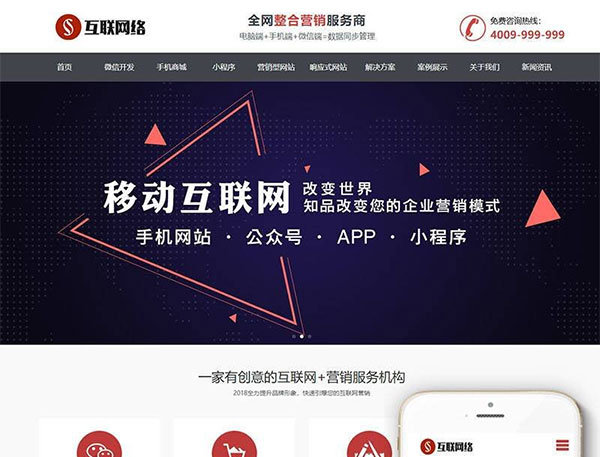 互联网络
全网整合营销服务商
电脑端+手机端+微信端=数据同步管理
免费咨询热线：
4009-999-999
首页 微信开发 手机商城 小程序 营销型网站 响应式网站 解决方案 案例展示 关于我们 新闻资讯
移动互联网
改变世界
知品改变您的企业营销模式
手机网站 · 公众号 · APP · 小程序
一家有创意的互联网+营销服务机构
2018全力提升品牌形象、快速引爆您的互联网营销
互联网络